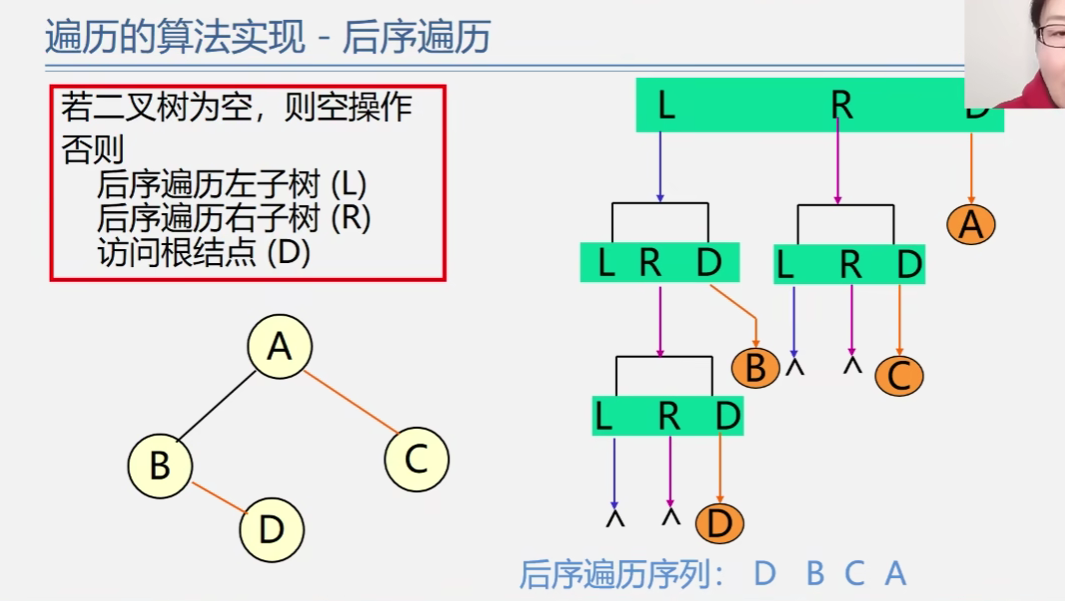 遍历的算法实现 - 后序遍历
若二叉树为空，则空操作
否则
后序遍历左子树 (L)
后序遍历右子树 (R)
访问根结点 (D)
A
B
C
D
L R D
A
L R D
L R D
B
^
^
C
L R D
^
^
D
后序遍历序列： D B C A